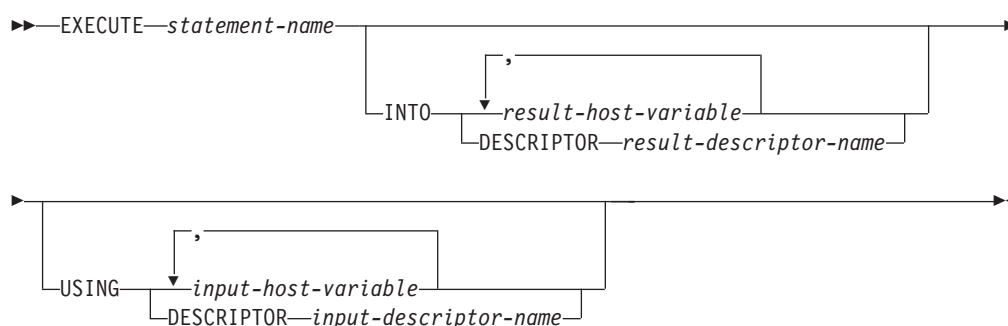 EXECUTE statement-name
,
INTO result-host-variable
DESCRIPTOR result-descriptor-name
,
USING input-host-variable
DESCRIPTOR input-descriptor-name